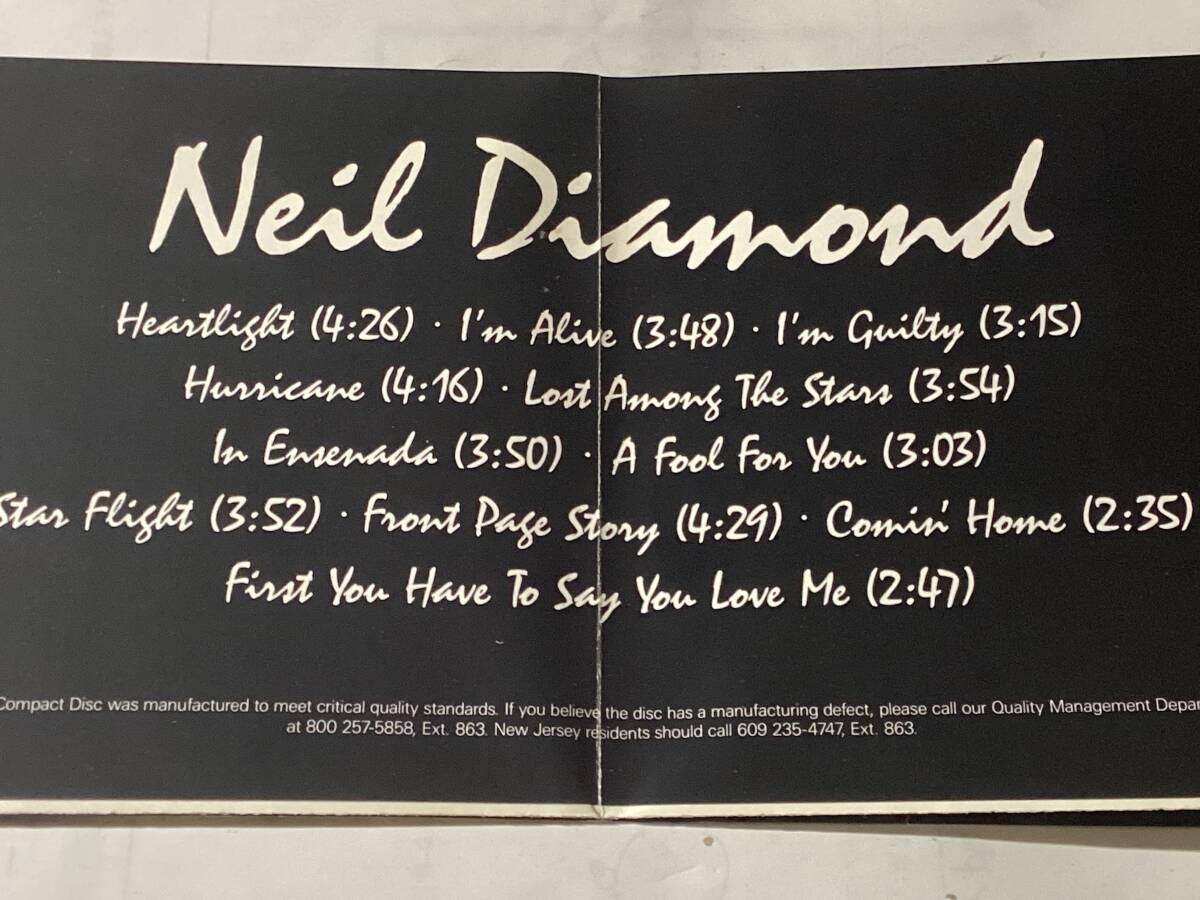 Neil Diamond
Heartlight (4:26) · I'm Alive (3:48) · I'm Guilty (3:15)
Hurricane (4:16) · Lost Among The Stars (3:54)
In Ensenada (3:50) · A Fool For You (3:03)
Star Flight (3:52) · Front Page Story (4:29) · Comin' Home (2:35)
First You Have To Say You Love Me (2:47)
Compact Disc was manufactured to meet critical quality standards. If you believe the disc has a manufacturing defect, please call our Quality Management Depar
at 800 257-5858, Ext. 863. New Jersey residents should call 609 235-4747, Ext. 863.